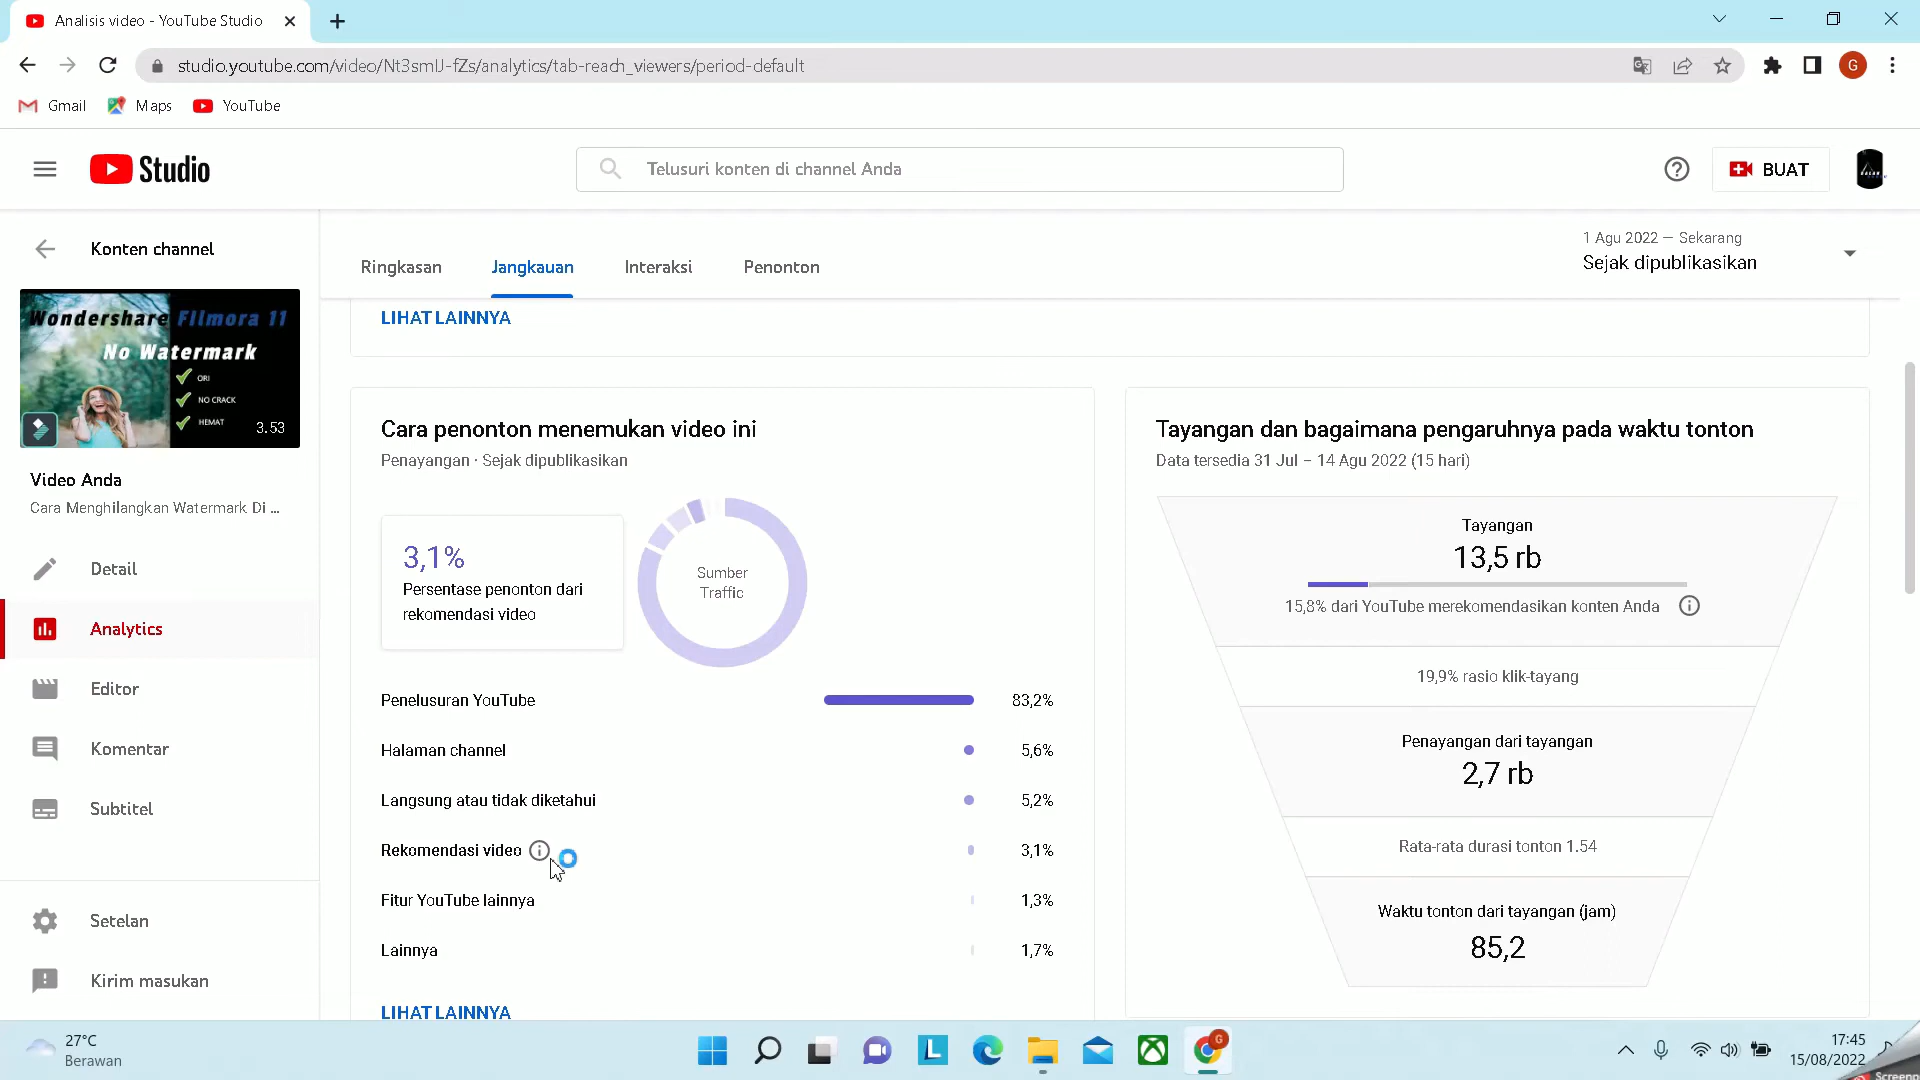 Analisis video - YouTube Studio
studio.youtube.com/video/Nt3smIJ-fZs/analytics/tab-reach_viewers/period-default
G
Gmail
Maps
YouTube
Studio
Telusuri konten di channel Anda
BUAT
Konten channel
Ringkasan
Jangkauan
Interaksi
Penonton
1 Agu 2022 – Sekarang
Sejak dipublikasikan
Wondershare Filmora 11
No Watermark
ORI
NO CRACK
HEMAT
3.53
Video Anda
Cara Menghilangkan Watermark Di ...
Detail
Analytics
Editor
Komentar
Subtitel
Setelan
Kirim masukan
LIHAT LAINNYA
Cara penonton menemukan video ini
Penayangan · Sejak dipublikasikan
3,1%
Persentase penonton dari
rekomendasi video
Sumber
Traffic
Penelusuran YouTube
83,2%
Halaman channel
5,6%
Langsung atau tidak diketahui
5,2%
Rekomendasi video
3,1%
Fitur YouTube lainnya
1,3%
Lainnya
1,7%
LIHAT LAINNYA
Tayangan dan bagaimana pengaruhnya pada waktu tonton
Data tersedia 31 Jul – 14 Agu 2022 (15 hari)
Tayangan
13,5 rb
15,8% dari YouTube merekomendasikan konten Anda
19,9% rasio klik-tayang
Penayangan dari tayangan
2,7 rb
Rata-rata durasi tonton 1.54
Waktu tonton dari tayangan (jam)
85,2
27°C
Berawan
G
17:45
15/08/2022